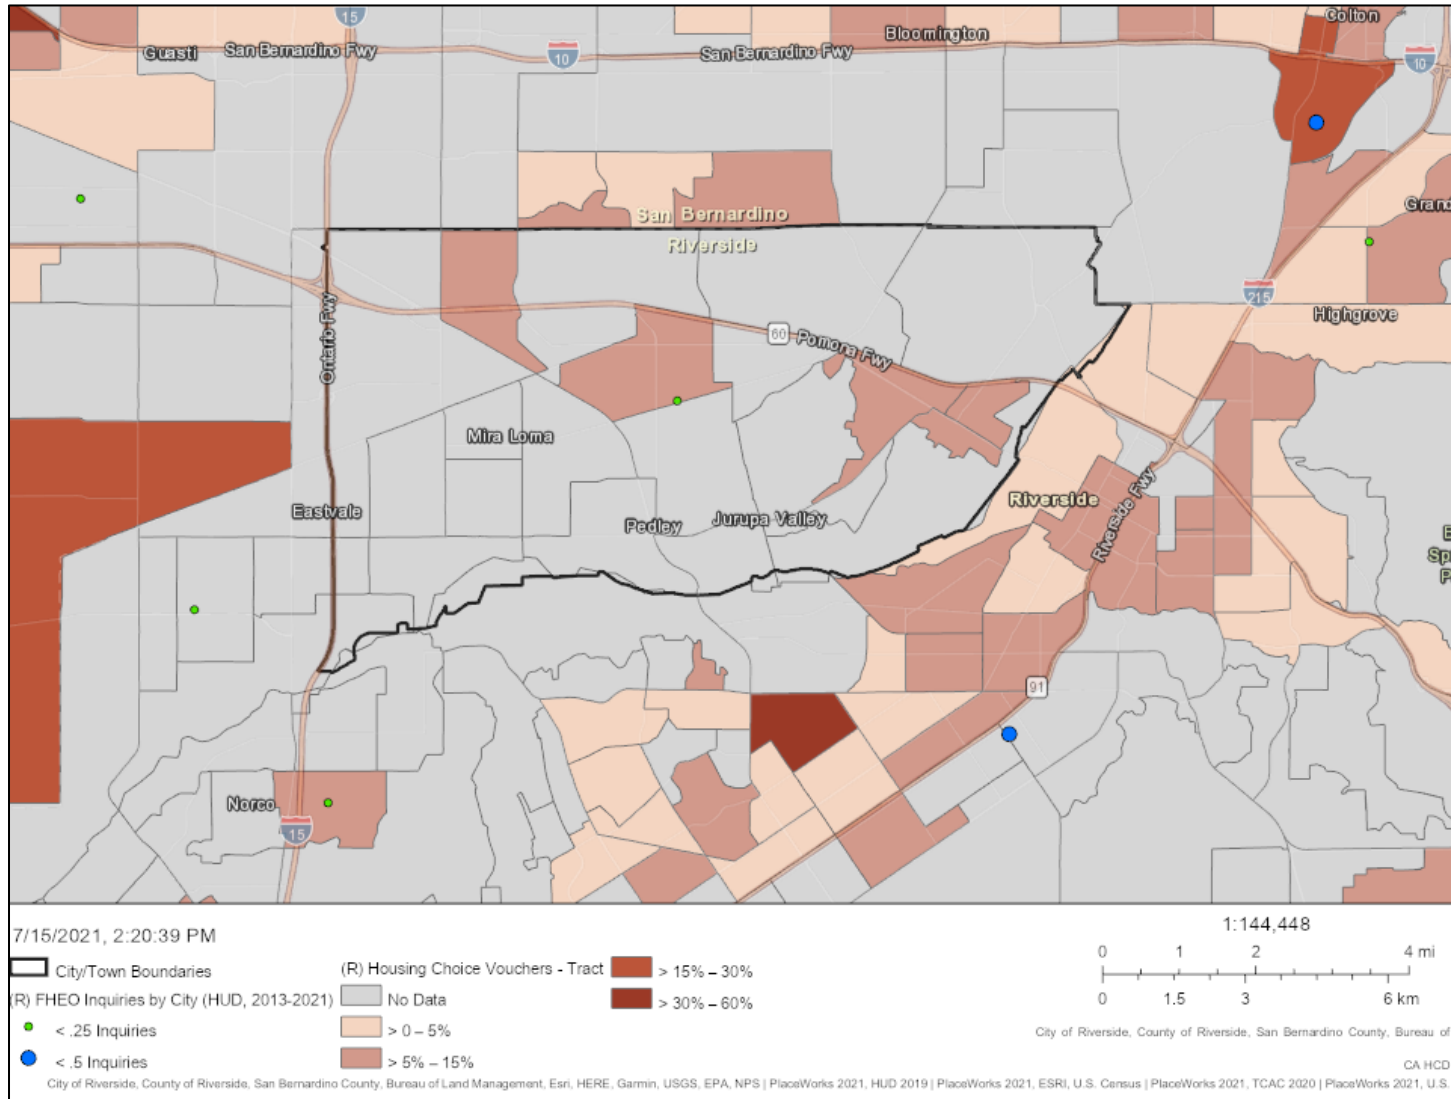 15
Colton
Guasti
San Bernardino Fwy
10
San Bernardino Fwy
Bloomington
10
Grand
San Bernardino
Riverside
215
Highgrove
Ontario Fwy
60
Pomona Fwy
Mira Loma
Eastvale
Pedley
Jurupa Valley
Riverside
Riverside Fwy
Sp
P
91
Norco
15
7/15/2021, 2:20:39 PM
City/Town Boundaries
(R) FHEO Inquiries by City (HUD, 2013-2021)
< .25 Inquiries
< .5 Inquiries
(R) Housing Choice Vouchers - Tract
No Data
> 0 – 5%
> 5% – 15%
> 15% – 30%
> 30% – 60%
1:144,448
0 1 2 4 mi
0 1.5 3 6 km
City of Riverside, County of Riverside, San Bernardino County, Bureau of
CA HCD
City of Riverside, County of Riverside, San Bernardino County, Bureau of Land Management, Esri, HERE, Garmin, USGS, EPA, NPS | PlaceWorks 2021, HUD 2019 | PlaceWorks 2021, ESRI, U.S. Census | PlaceWorks 2021, TCAC 2020 | PlaceWorks 2021, U.S.